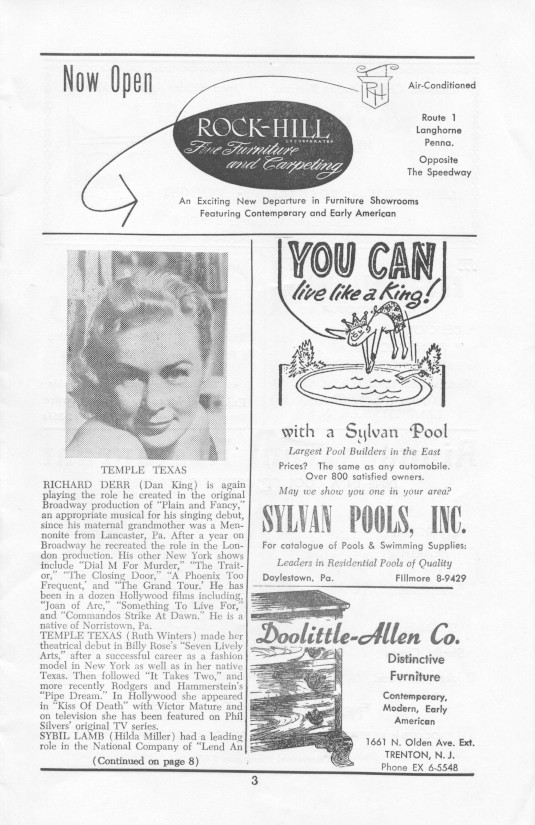 Now Open
RH
Air-Conditioned
ROCK-HILL
INCORPORATED
Fine Furniture
and Carpeting
Route 1
Langhorne
Penna.
Opposite
The Speedway
An Exciting New Departure in Furniture Showrooms
Featuring Contemporary and Early American
TEMPLE TEXAS
RICHARD DERR (Dan King) is again
playing the role he created in the original
Broadway production of "Plain and Fancy,"
an appropriate musical for his singing debut,
since his maternal grandmother was a Men-
nonite from Lancaster, Pa. After a year on
Broadway he recreated the role in the Lon-
don production. His other New York shows
include "Dial M For Murder," "The Trait-
or," "The Closing Door," "A Phoenix Too
Frequent,' and "The Grand Tour.' He has
been in a dozen Hollywood films including,
"Joan of Arc," "Something To Live For,"
and "Commandos Strike At Dawn." He is a
native of Norristown, Pa.
TEMPLE TEXAS (Ruth Winters) made her
theatrical debut in Billy Rose's "Seven Lively
Arts," after a successful career as a fashion
model in New York as well as in her native
Texas. Then followed "It Takes Two," and
more recently Rodgers and Hammerstein's
"Pipe Dream." In Hollywood she appeared
in "Kiss Of Death" with Victor Mature and
on television she has been featured on Phil
Silvers' original TV series.
SYBIL LAMB (Hilda Miller) had a leading
role in the National Company of "Lend An
(Continued on page 8)
YOU CAN
live like a King!
with a Sylvan Pool
Largest Pool Builders in the East
Prices? The same as any automobile.
Over 800 satisfied owners.
May we show you one in your area?
SYLVAN POOLS, INC.
For catalogue of Pools & Swimming Supplies:
Leaders in Residential Pools of Quality
Doylestown, Pa. FIllmore 8-9429
Doolittle-Allen Co.
Distinctive
Furniture
Contemporary,
Modern, Early
American
1661 N. Olden Ave. Ext.
TRENTON, N. J.
Phone EX 6-5548
3